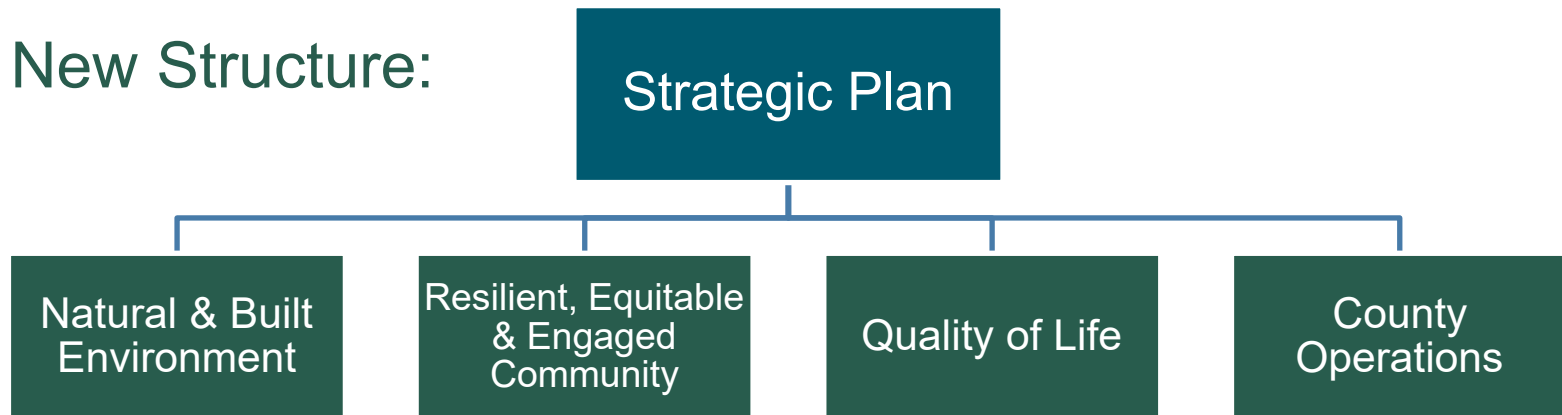 New Structure:
Strategic Plan
Natural & Built
Environment
Resilient, Equitable
& Engaged
Community
Quality of Life
County
Operations